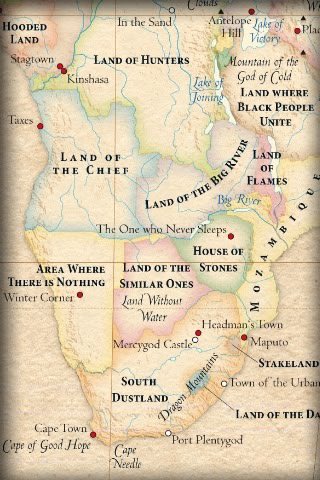 Clouds
In the Sand
Antelope
Hill
Lake of
Victory
Hooded
Land
Stagtown
Kinshasa
Land of Hunters
Mountain of the
God of Cold
Lake of
Joining
Land where
Black People
Unite
Taxes
Land of
the Chief
Land of the Big River
Land
of
Flames
Big River
The One who Never Sleeps
House of
Stones
Mozambique
Area Where
There is Nothing
Winter Corner
Land of the
Similar Ones
Land Without
Water
Headman's Town
Mercygod Castle
Maputo
Stakeland
South
Dustland
Dragon Mountains
Town of the
Land of the
Cape Town
Cape of Good Hope
Cape
Needle
Port Plentygod